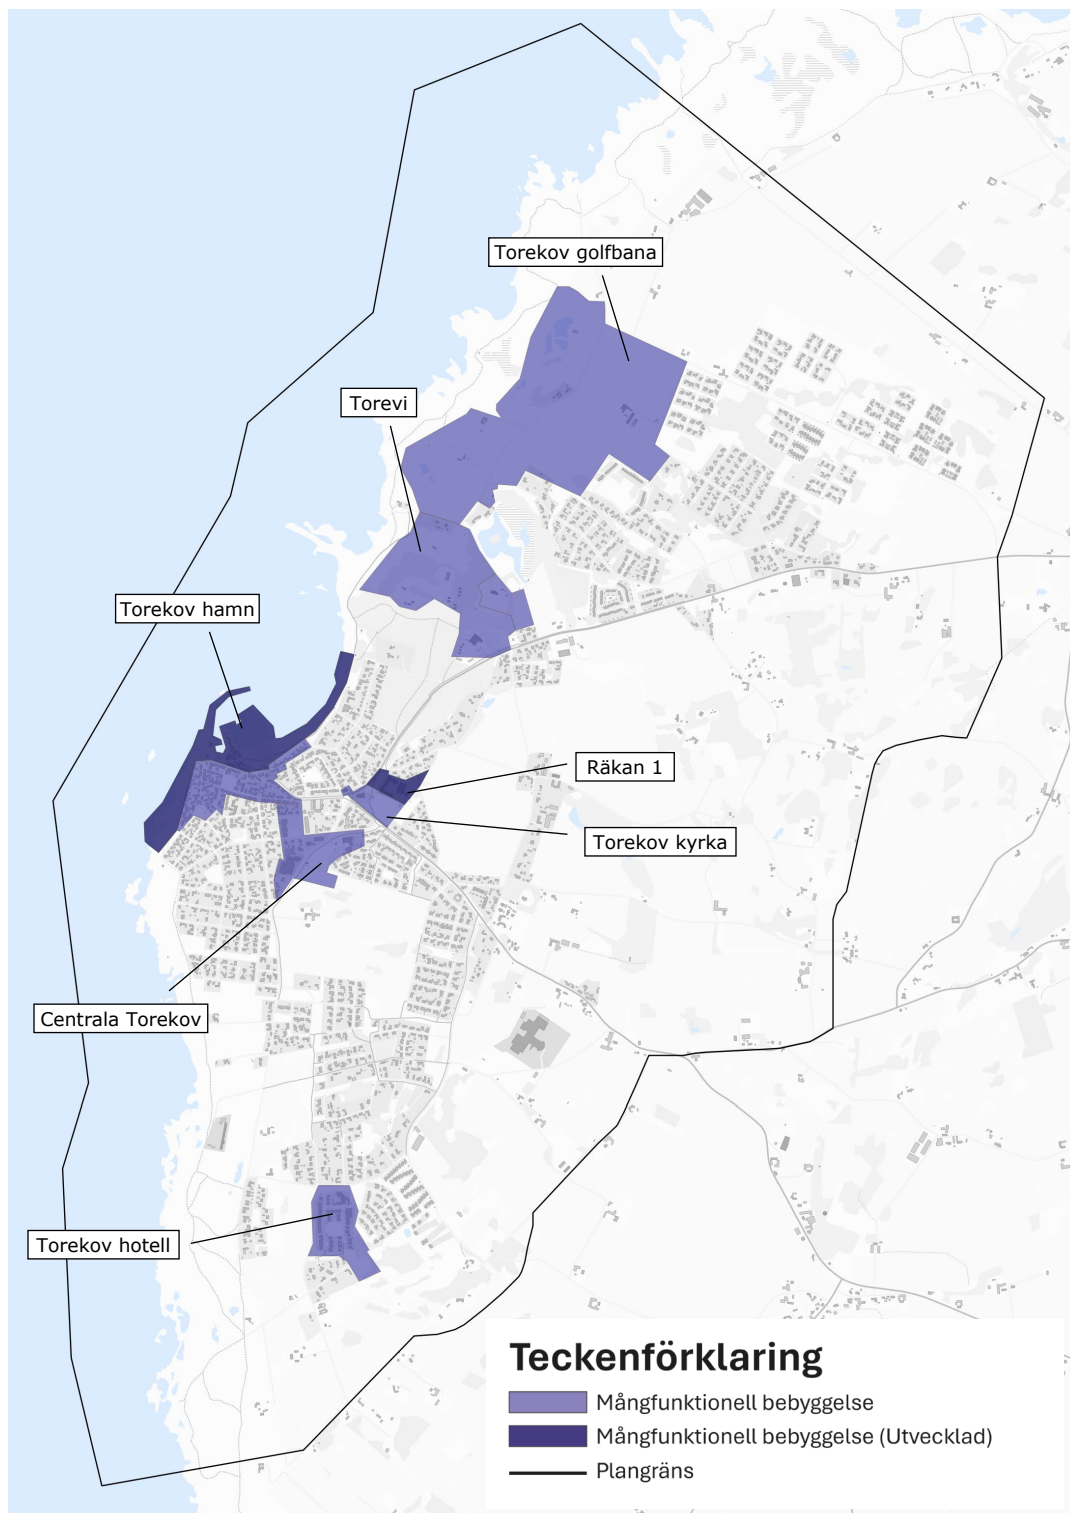 Torekov golfbana
Torevi
Torekov hamn
Räkan 1
Torekov kyrka
Centrala Torekov
Torekov hotell
Teckenförklaring
Mångfunktionell bebyggelse
Mångfunktionell bebyggelse (Utvecklad)
Plangräns